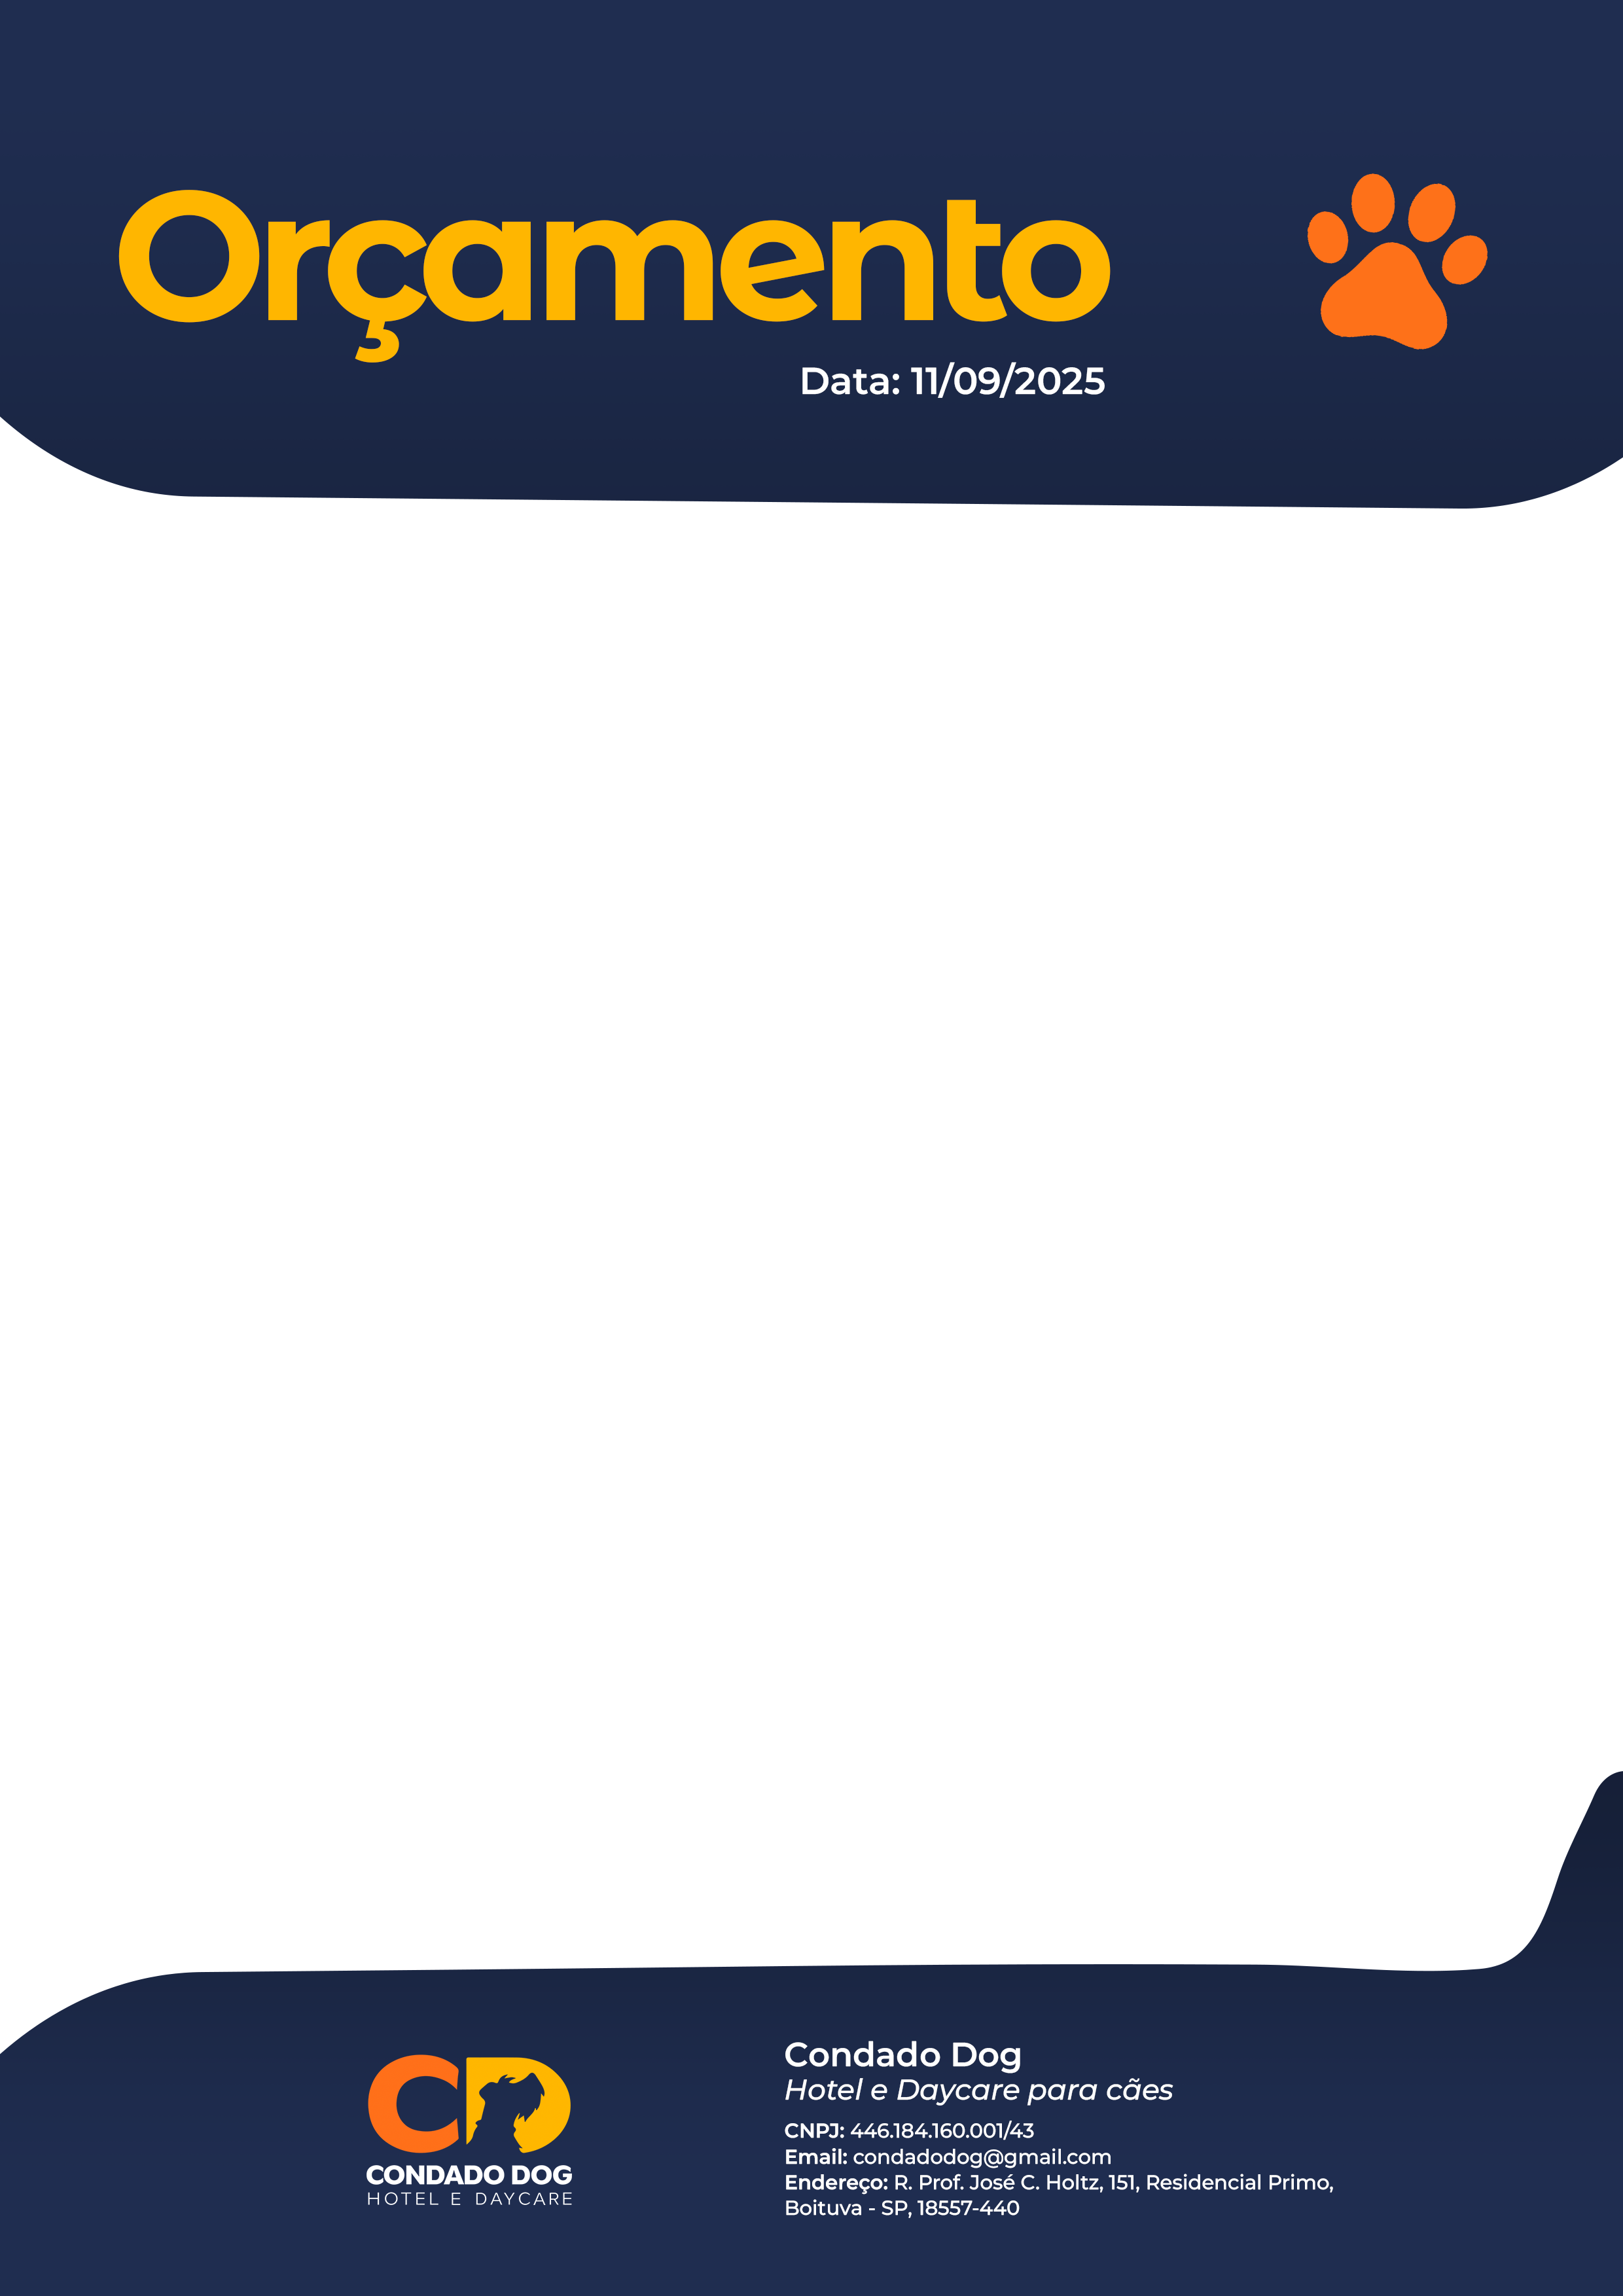 Orçamento
Data: 11/09/2025
CD
CONDADO DOG
HOTEL E DAYCARE
Condado Dog
Hotel e Daycare para cães
CNPJ: 446.184.160.001/43
Email: condadodog@gmail.com
Endereço: R. Prof. José C. Holtz, 151, Residencial Primo,
Boituva - SP, 18557-440